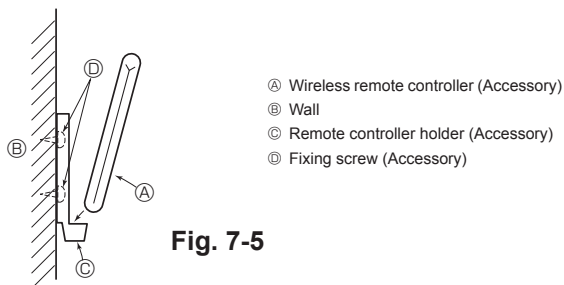 Ⓐ Wireless remote controller (Accessory)
Ⓑ Wall
Ⓒ Remote controller holder (Accessory)
Ⓓ Fixing screw (Accessory)
Ⓓ
Ⓑ
Ⓐ
Ⓒ
Fig. 7-5